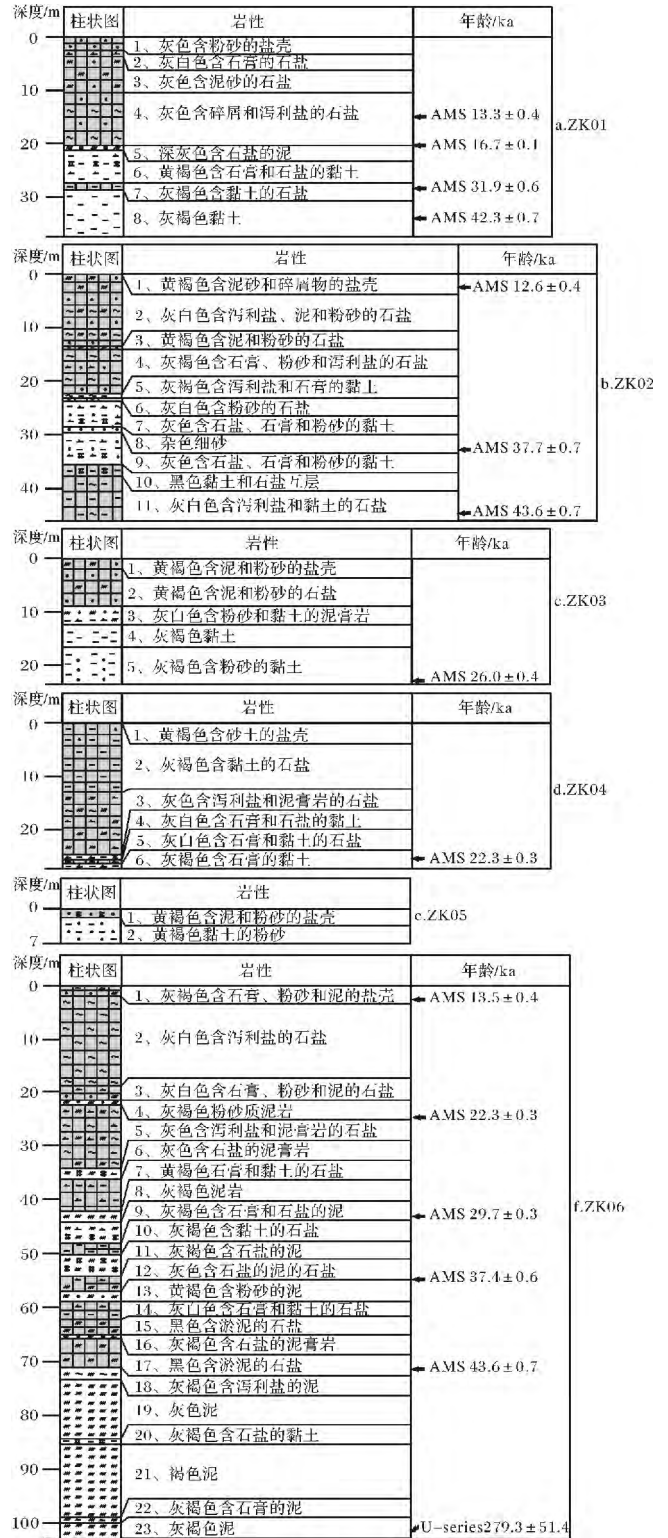 深度/m 柱状图 岩性 年龄/ka
0
10
20
30
1、灰色含粉砂的盐壳
2、灰白色含石膏的石盐
3、灰色含泥砂的石盐
4、灰色含碎屑和泻利盐的石盐
5、深灰色含石盐的泥
6、黄褐色含石膏和石盐的黏土
7、灰褐色含黏土的石盐
8、灰褐色黏土
AMS 13.3±0.4
AMS 16.7±0.1
AMS 31.9±0.6
AMS 42.3±0.7
a.ZK01
深度/m 柱状图 岩性 年龄/ka
0
10
20
30
40
1、黄褐色含泥砂和碎屑物的盐壳
2、灰白色含泻利盐、泥和粉砂的石盐
3、黄褐色含泥和粉砂的石盐
4、灰褐色含石膏、粉砂和泻利盐的石盐
5、灰褐色含泻利盐和石膏的黏土
6、灰白色含粉砂的石盐
7、灰色含石盐、石膏和粉砂的黏土
8、杂色细砂
9、灰色含石盐、石膏和粉砂的黏土
10、黑色黏土和石盐互层
11、灰白色含泻利盐和黏土的石盐
AMS 12.6±0.4
AMS 37.7±0.7
AMS 43.6±0.7
b.ZK02
深度/m 柱状图 岩性 年龄/ka
0
10
20
1、黄褐色含泥和粉砂的盐壳
2、黄褐色含泥和粉砂的石盐
3、灰白色含粉砂和黏土的泥膏岩
4、灰褐色黏土
5、灰褐色含粉砂的黏土
AMS 26.0±0.4
c.ZK03
深度/m 柱状图 岩性 年龄/ka
0
10
20
1、黄褐色含砂土的盐壳
2、灰褐色含黏土的石盐
3、灰色含泻利盐和泥膏岩的石盐
4、灰白色含石膏和石盐的黏土
5、灰白色含石膏和黏土的石盐
6、灰褐色含石膏的黏土
AMS 22.3±0.3
d.ZK04
深度/m 柱状图 岩性
0
7
1、黄褐色含泥和粉砂的盐壳
2、黄褐色黏土的粉砂
e.ZK05
深度/m 柱状图 岩性 年龄/ka
0
10
20
30
40
50
60
70
80
90
100
1、灰褐色含石膏、粉砂和泥的盐壳
2、灰白色含泻利盐的石盐
3、灰白色含石膏、粉砂和泥的石盐
4、灰褐色粉砂质泥岩
5、灰色含泻利盐和泥膏岩的石盐
6、灰色含石盐的泥膏岩
7、黄褐色石膏和黏土的石盐
8、灰褐色泥岩
9、灰褐色含石膏和石盐的泥
10、灰褐色含黏土的石盐
11、灰褐色含石盐的泥
12、灰色含石盐的泥的石盐
13、黄褐色含粉砂的泥
14、灰白色含石膏和黏土的石盐
15、黑色含淤泥的石盐
16、灰褐色含石盐的泥膏岩
17、黑色含淤泥的石盐
18、灰褐色含泻利盐的泥
19、灰色泥
20、灰褐色含石盐的黏土
21、褐色泥
22、灰褐色含石膏的泥
23、灰褐色泥
AMS 13.5±0.4
AMS 22.3±0.3
AMS 29.7±0.3
AMS 37.4±0.6
AMS 43.6±0.7
U-series279.3±51.4
f.ZK06